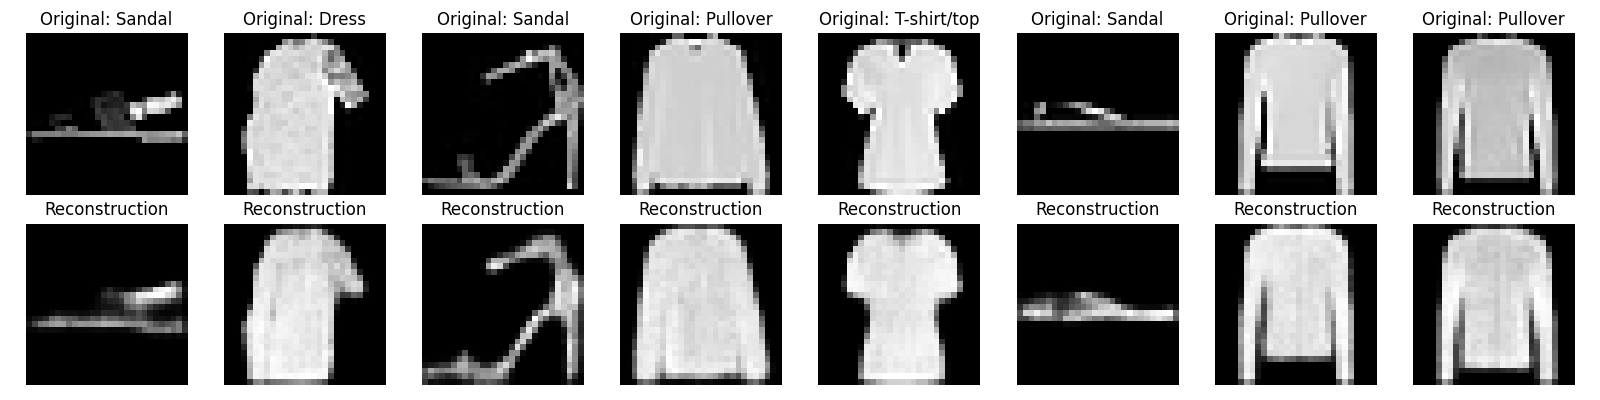 Original: Sandal
Original: Dress
Original: Sandal
Original: Pullover
Original: T-shirt/top
Original: Sandal
Original: Pullover
Original: Pullover
Reconstruction
Reconstruction
Reconstruction
Reconstruction
Reconstruction
Reconstruction
Reconstruction
Reconstruction